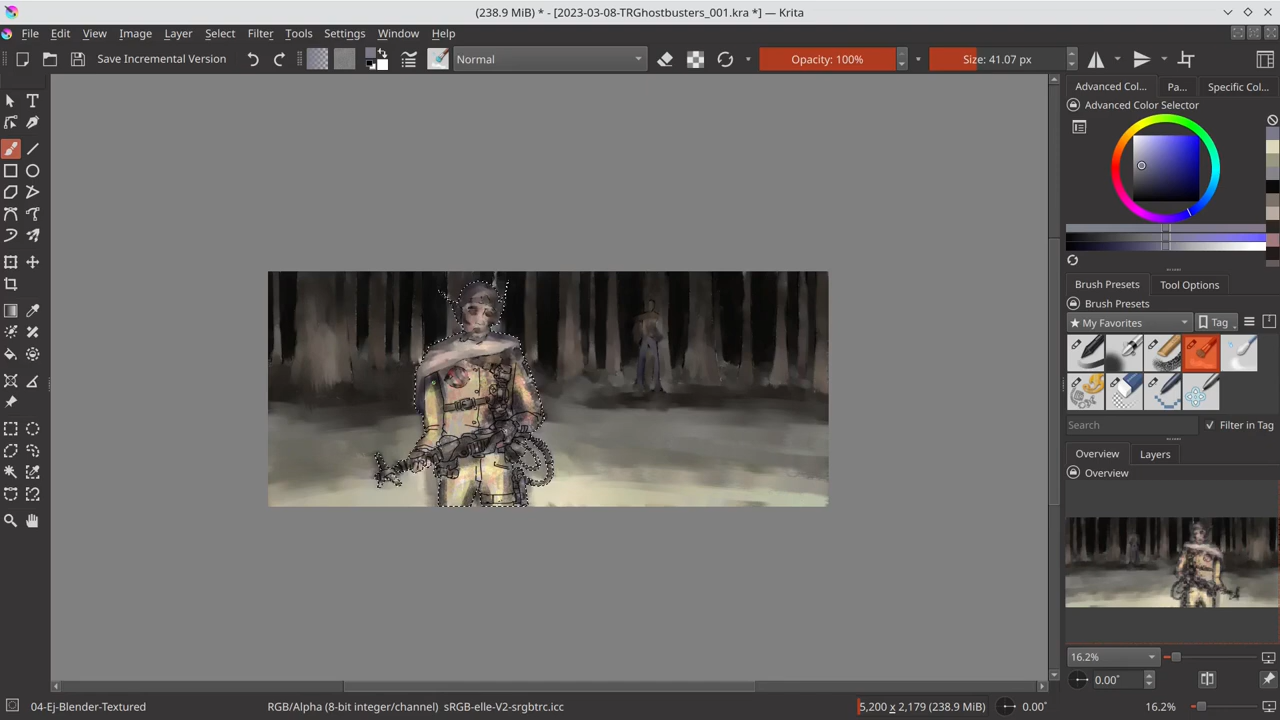 (238.9 MiB) * - [2023-03-08-TRGhostbusters_001.kra *] — Krita
File Edit View Image Layer Select Filter Tools Settings Window Help
Save Incremental Version Normal Opacity: 100% Size: 41.07 px
Advanced Col... Pa... Specific Col...
Advanced Color Selector
Brush Presets Tool Options
Brush Presets
★ My Favorites Tag
Search Filter in Tag
Overview Layers
Overview
16.2%
0.00°
04-Ej-Blender-Textured RGB/Alpha (8-bit integer/channel) sRGB-elle-V2-srgbtrc.icc 5,200 x 2,179 (238.9 MiB) 0.00° 16.2%